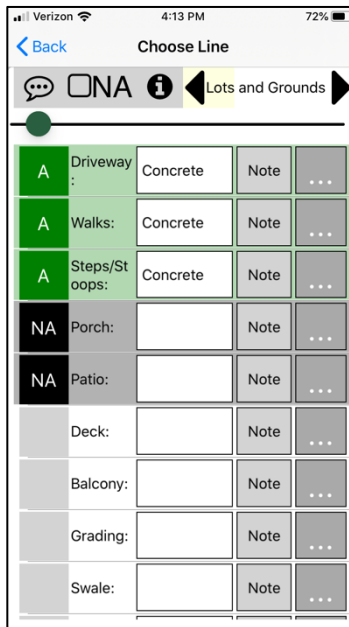 Verizon 4:13 PM 72%
Back Choose Line
NA Lots and Grounds
A Driveway
: Concrete Note ...
A Walks: Concrete Note ...
A Steps/St
oops: Concrete Note ...
NA Porch: Note ...
NA Patio: Note ...
Deck: Note ...
Balcony: Note ...
Grading: Note ...
Swale: Note ...